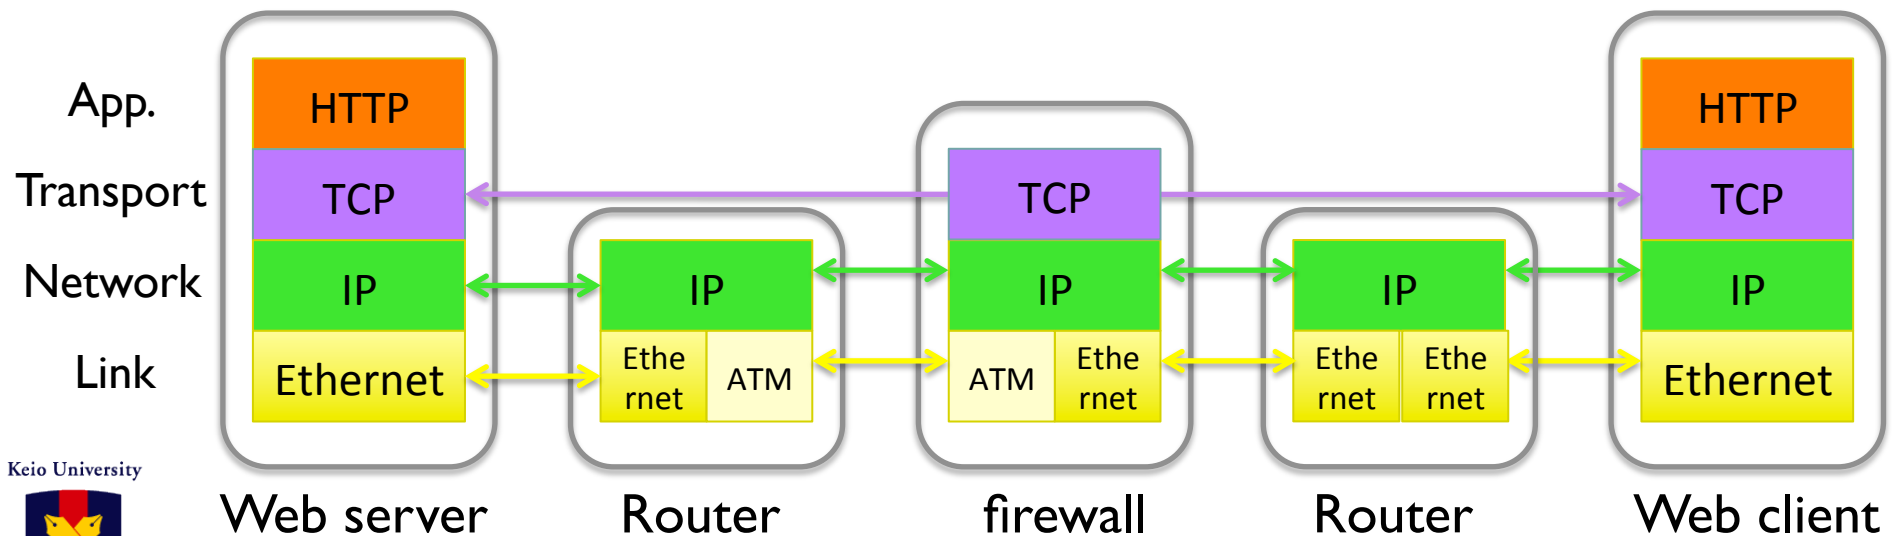 App.
HTTP
HTTP
Transport
TCP
TCP
TCP
Network
IP
IP
IP
IP
IP
Link
Ethernet
Ethe
rnet
ATM
ATM
Ethe
rnet
Ethe
rnet
Ethe
rnet
Ethernet
Keio University
Web server
Router
firewall
Router
Web client